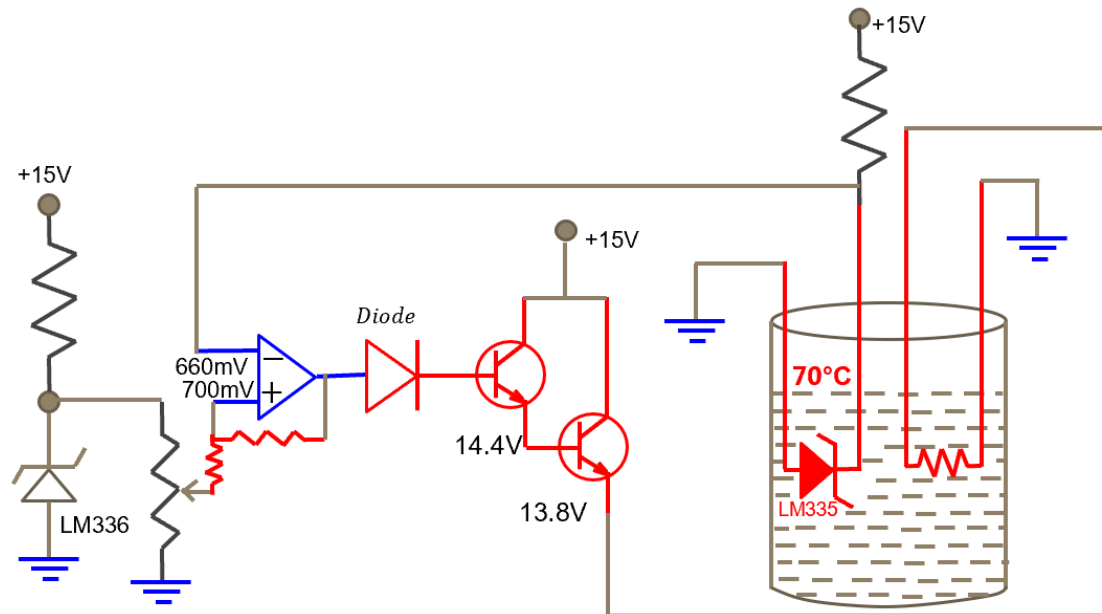 +15V
+15V
+15V
Diode
660mV
−
700mV
+
70°C
14.4V
LM335
13.8V
LM336